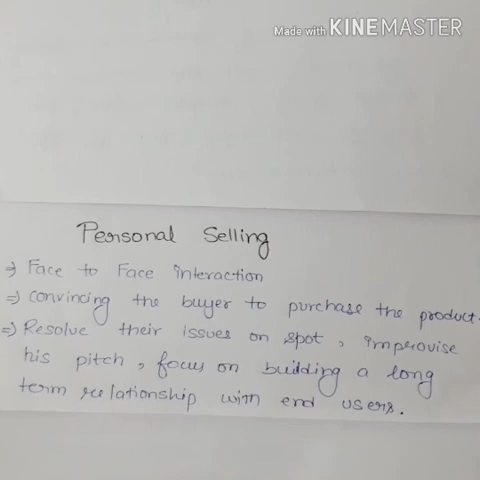 Made with KINEMASTER
Personal Selling
⇒ Face to Face interaction
⇒ convincing the buyer to purchase the product.
⇒ Resolve their issues on spot, improvise
his pitch, focus on building a long
term relationship with end users.